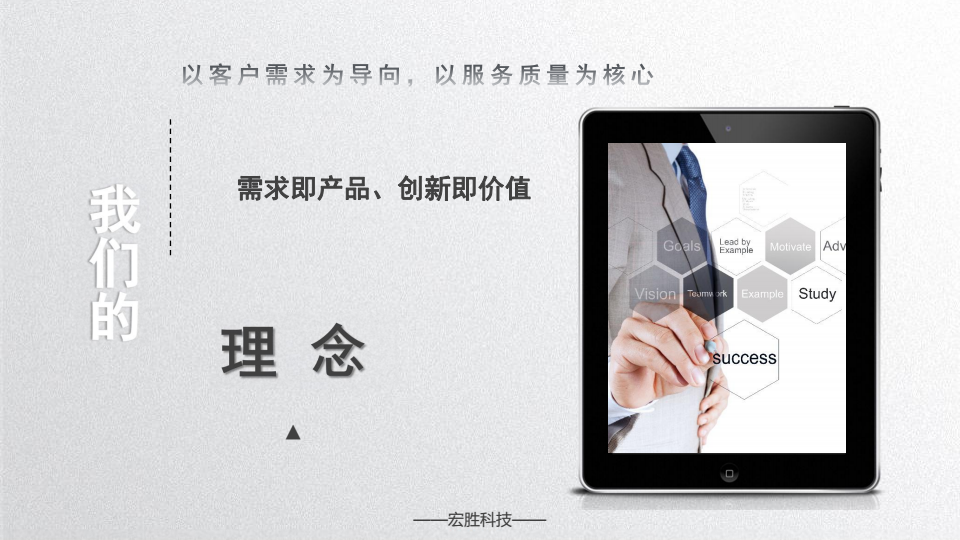 以客户需求为导向，以服务质量为核心
需求即产品、创新即价值
我们的
理念
Goals
Lead by
Example
Motivate
Adv
Vision
Teamwork
Example
Study
success
——宏胜科技——